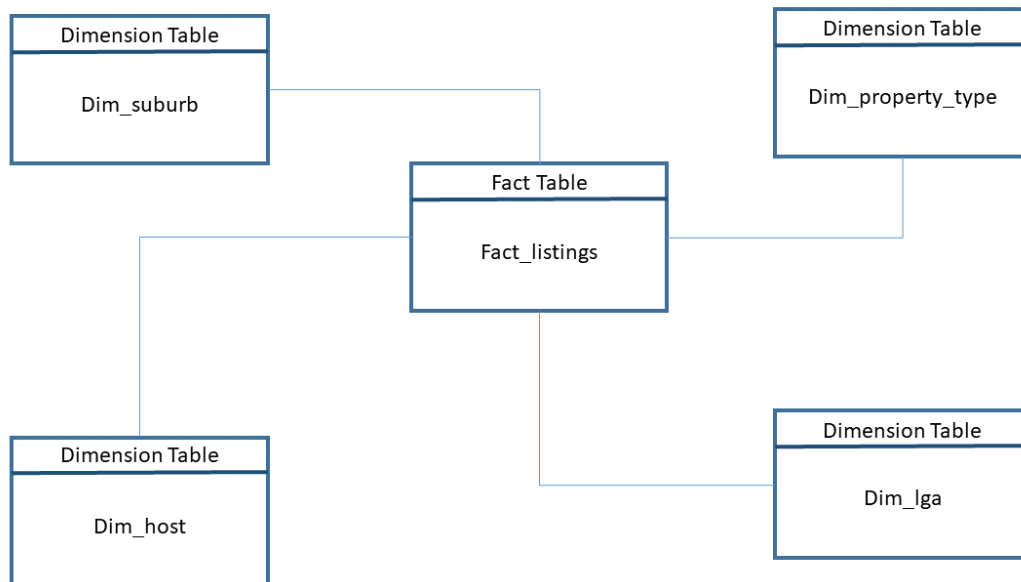 Dimension Table
Dim_suburb
Dimension Table
Dim_property_type
Fact Table
Fact_listings
Dimension Table
Dim_host
Dimension Table
Dim_lga